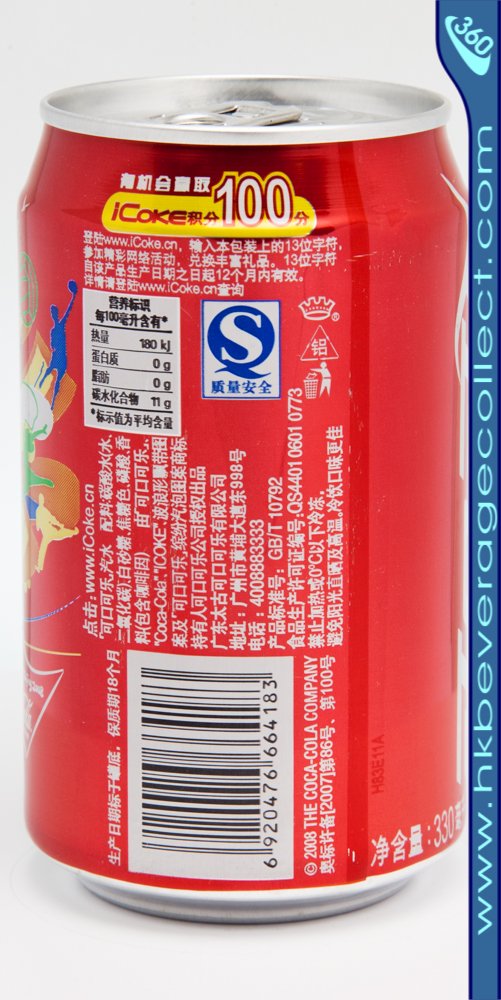 有机会赢取
iCOKE积分100分
登陆www.iCoke.cn, 输入本包装上的13位字符,
参加精彩网络活动, 兑换丰富礼品。13位字符
自该产品生产日期之日起12个月内有效。
详情请登陆www.iCoke.cn查询
营养标识
每100毫升含有*
热量 180 kJ
蛋白质 0 g
脂肪 0 g
碳水化合物 11 g
*标示值为平均含量
质量安全
铝
点击: www.iCoke.cn
"可口可乐"汽水 配料:碳酸水(水,
二氧化碳),白砂糖,焦糖色,磷酸,香
料(包含咖啡因) 由"可口可乐",
"Coca-Cola","ICOKE",波浪形飘带图
案及"可口可乐"缤纷汽泡图案商标
持有人可口可乐公司授权出品
广东太古可口可乐有限公司
地址: 广州市黄埔大道东998号
电话: 4008883333
产品标准号: GB/T 10792
食品生产许可证编号:QS4401 0601 0773
禁止加热或0℃以下冷冻,
避免阳光直晒及高温,冷饮口味更佳
生产日期标于罐底, 保质期18个月
6 920476 664183
© 2008 THE COCA-COLA COMPANY
奥标许备[2007]第86号、第100号
H83E11A
净含量: 330
360
www.hkbeveragecollect.com